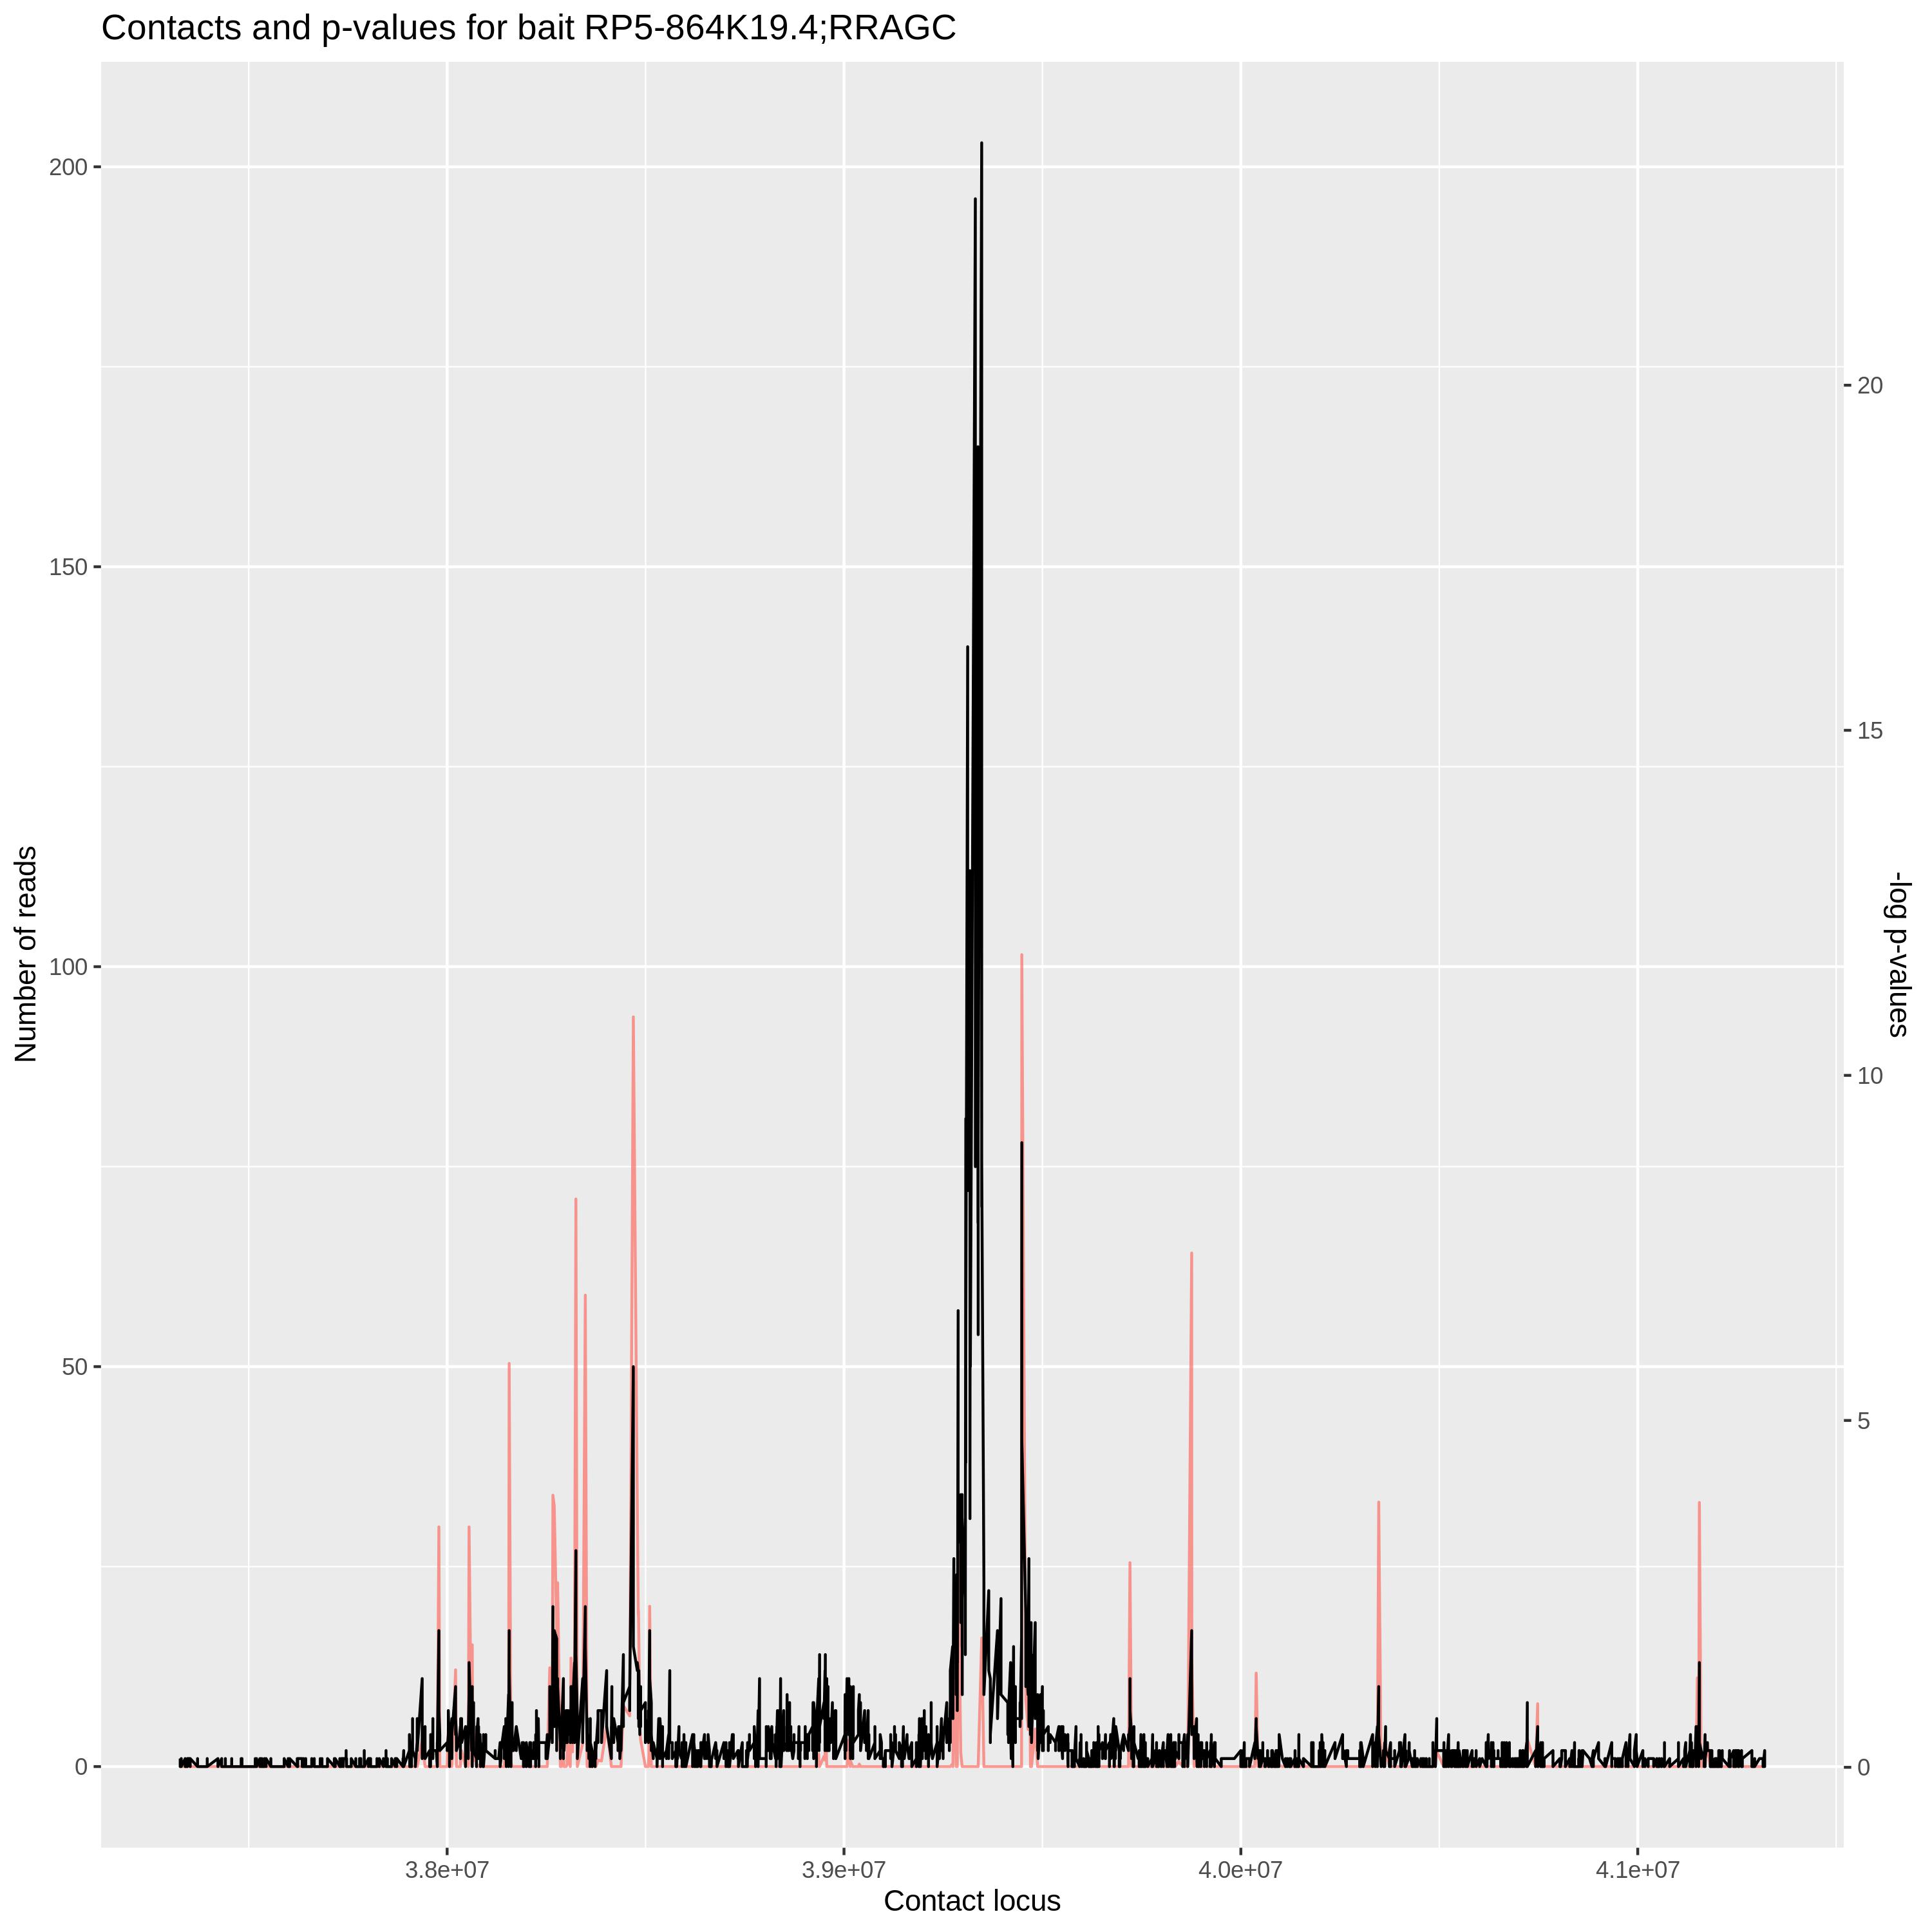 Contacts and p-values for bait RP5-864K19.4;RRAGC
200
150
100
50
0
Number of reads
20
15
10
5
0
-log p-values
3.8e+07
3.9e+07
4.0e+07
4.1e+07
Contact locus